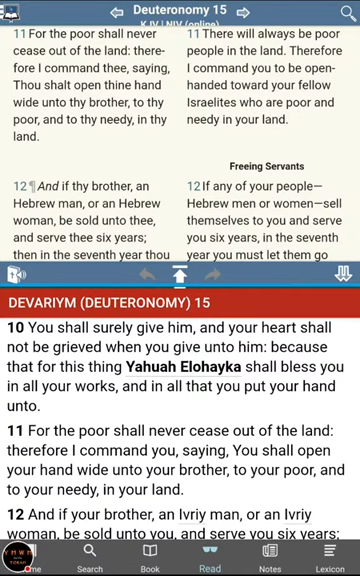 Deuteronomy 15
KJV | NIV (online)
11 For the poor shall never
cease out of the land: there-
fore I command thee, saying,
Thou shalt open thine hand
wide unto thy brother, to thy
poor, and to thy needy, in thy
land.
12 ¶ And if thy brother, an
Hebrew man, or an Hebrew
woman, be sold unto thee,
and serve thee six years;
then in the seventh year thou
11 There will always be poor
people in the land. Therefore
I command you to be open-
handed toward your fellow
Israelites who are poor and
needy in your land.
Freeing Servants
12 If any of your people—
Hebrew men or women—sell
themselves to you and serve
you six years, in the seventh
year you must let them go
DEVARIYM (DEUTERONOMY) 15
10 You shall surely give him, and your heart shall
not be grieved when you give unto him: because
that for this thing Yahuah Elohayka shall bless you
in all your works, and in all that you put your hand
unto.
11 For the poor shall never cease out of the land:
therefore I command you, saying, You shall open
your hand wide unto your brother, to your poor, and
to your needy, in your land.
12 And if your brother, an Ivriy man, or an Ivriy
woman, be sold unto you, and serve you six years;
Search
Book
Read
Notes
Lexicon